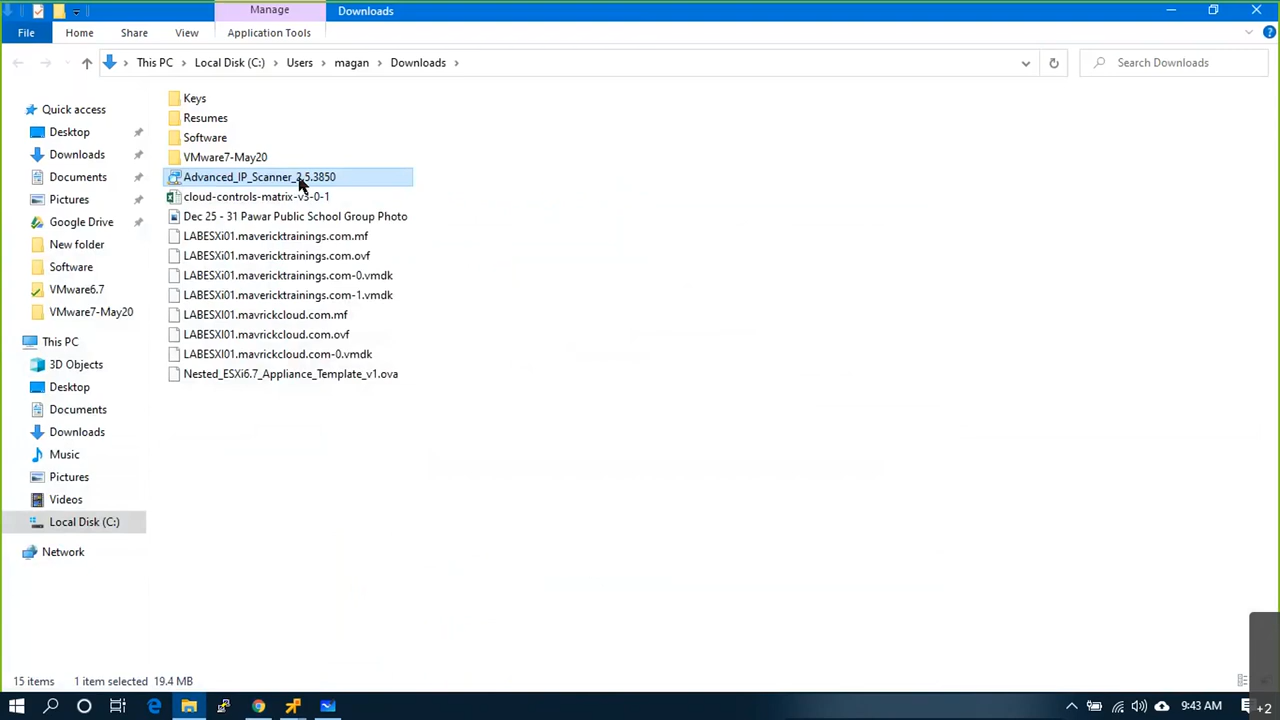 Manage
Downloads
File
Home
Share
View
Application Tools
This PC
Local Disk (C:)
Users
magan
Downloads
Search Downloads
Quick access
Desktop
Downloads
Documents
Pictures
Google Drive
New folder
Software
VMware6.7
VMware7-May20
This PC
3D Objects
Desktop
Documents
Downloads
Music
Pictures
Videos
Local Disk (C:)
Network
Keys
Resumes
Software
VMware7-May20
Advanced_IP_Scanner_2.5.3850
cloud-controls-matrix-v3-0-1
Dec 25 - 31 Pawar Public School Group Photo
LABESXi01.mavericktrainings.com.mf
LABESXi01.mavericktrainings.com.ovf
LABESXi01.mavericktrainings.com-0.vmdk
LABESXi01.mavericktrainings.com-1.vmdk
LABESXI01.mavrickcloud.com.mf
LABESXI01.mavrickcloud.com.ovf
LABESXI01.mavrickcloud.com-0.vmdk
Nested_ESXi6.7_Appliance_Template_v1.ova
15 items
1 item selected 19.4 MB
9:43 AM
+2